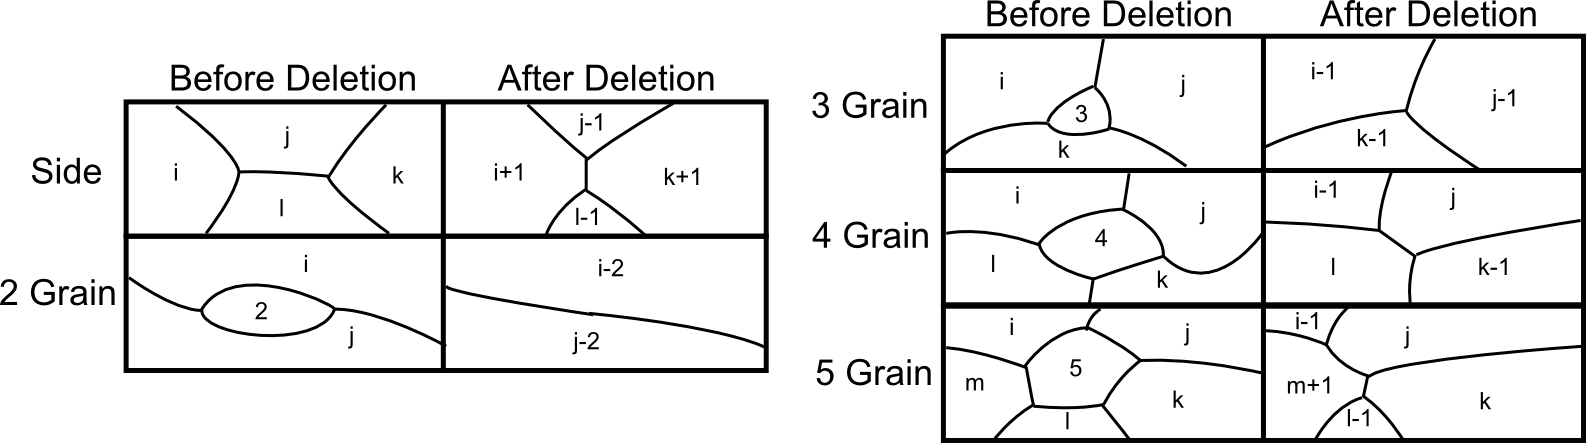 Before Deletion After Deletion
Side
i j k l
i+1 j-1 k+1 l-1
2 Grain
i 2 j
i-2
j-2
Before Deletion After Deletion
3 Grain
i j 3 k
i-1 j-1 k-1
4 Grain
i j 4 l k
i-1 j l k-1
5 Grain
i j 5 m k l
i-1 j m+1 k l-1